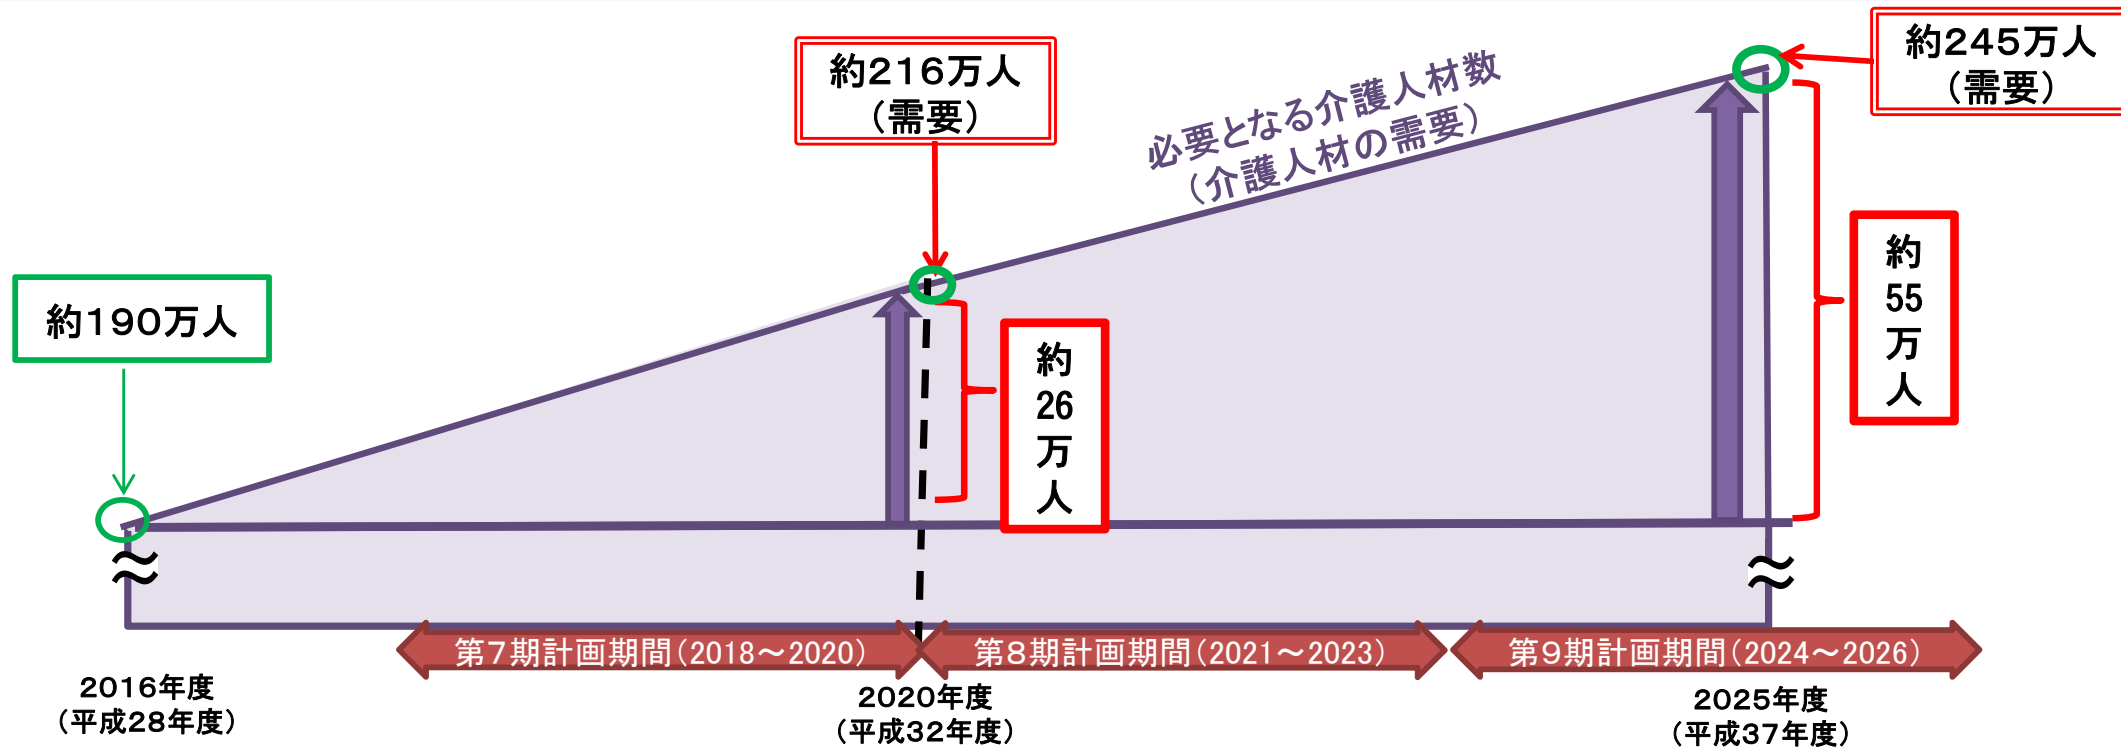 約216万人
（需要）
約245万人
（需要）
必要となる介護人材数
（介護人材の需要）
約190万人
約
26
万
人
約
55
万
人
第7期計画期間(2018～2020)
第8期計画期間(2021～2023)
第9期計画期間(2024～2026)
2016年度
（平成28年度）
2020年度
（平成32年度）
2025年度
（平成37年度）